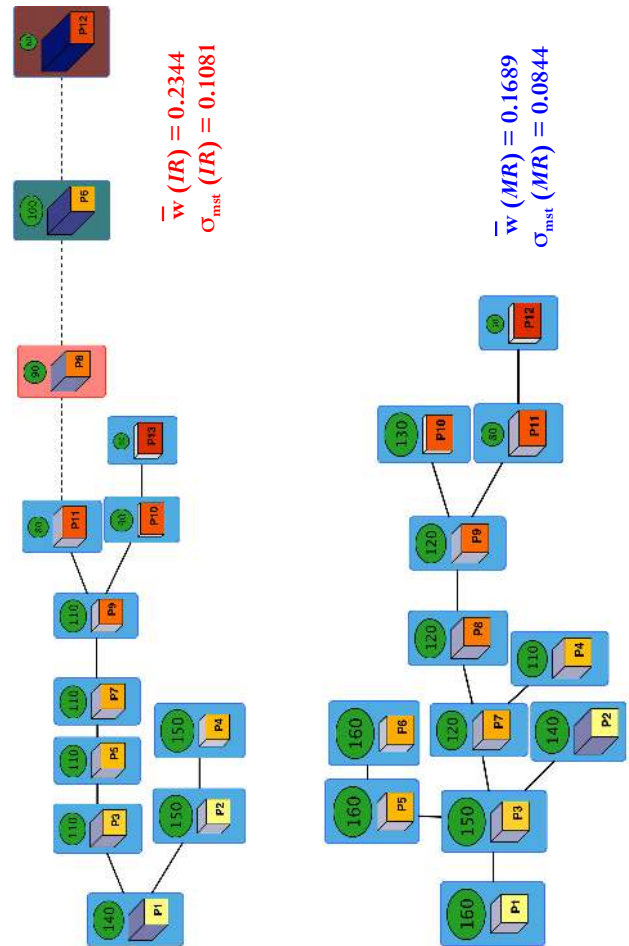 P12
100
P6
90
P8
80
P11
90
P10
P13
110
P9
110
P7
110
P5
110
P3
150
P4
150
P2
140
P1
w̄ (IR) = 0.2344
σmst (IR) = 0.1081
P12
130
P10
80
P11
120
P9
120
P8
110
P4
160
P6
120
P7
140
P2
160
P5
150
P3
160
P1
w̄ (MR) = 0.1689
σmst (MR) = 0.0844